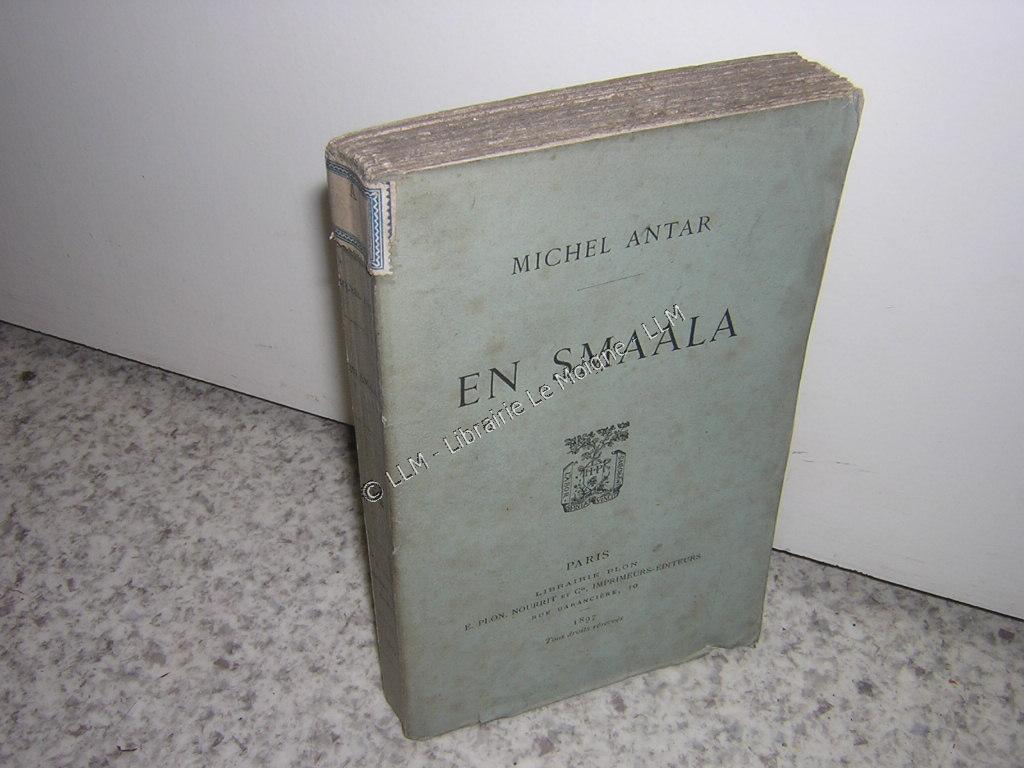 MICHEL ANTAR
EN SMAALA
© LLM - Librairie Le Moigne - LLM
LABOR
PARIS
LIBRAIRIE PLON
E. PLON, NOURRIT ET Cie, IMPRIMEURS-ÉDITEURS
RUE GARANCIÈRE, 10
1897
Tous droits réservés